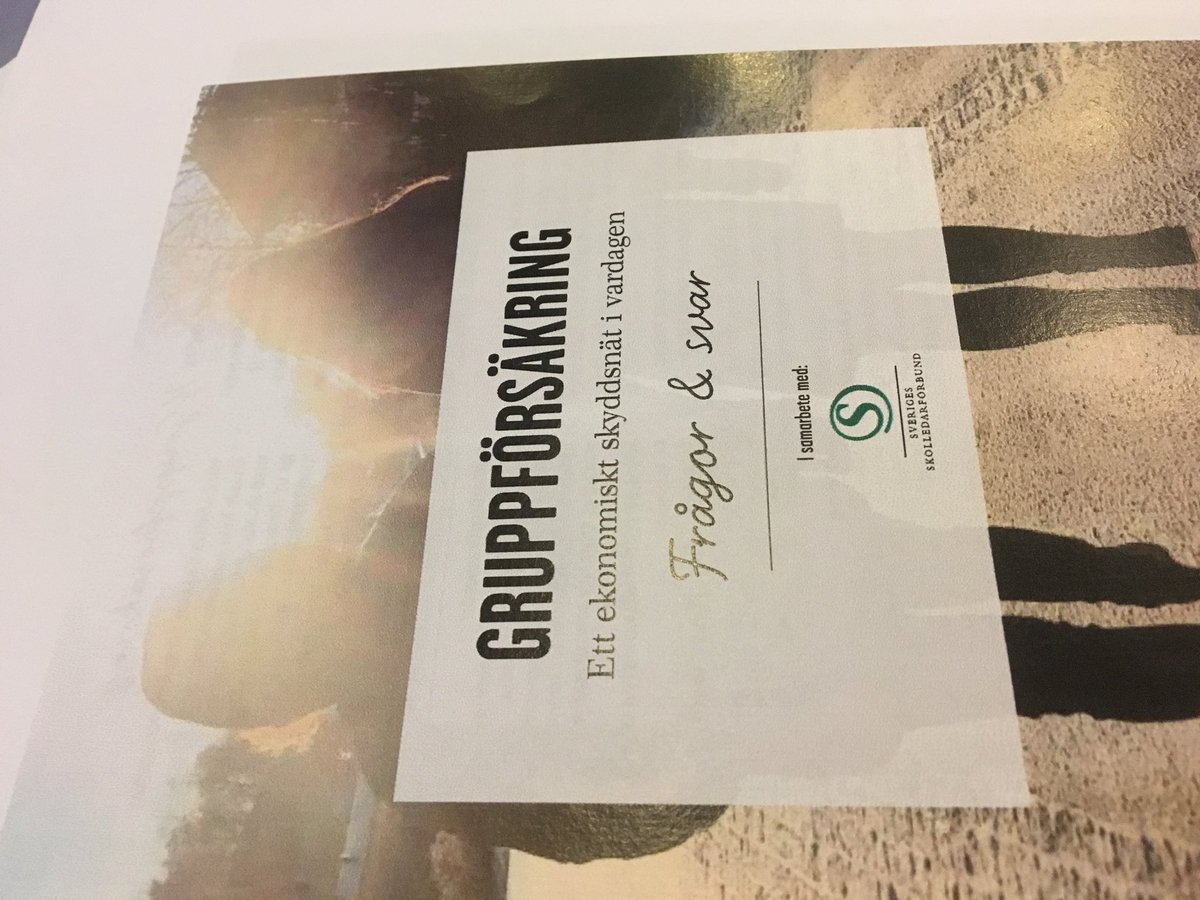 GRUPPFÖRSÄKRING
Ett ekonomiskt skyddsnät i vardagen
Frågor & svar
I samarbete med:
S
SVERIGES
SKOLLEDARFÖRBUND